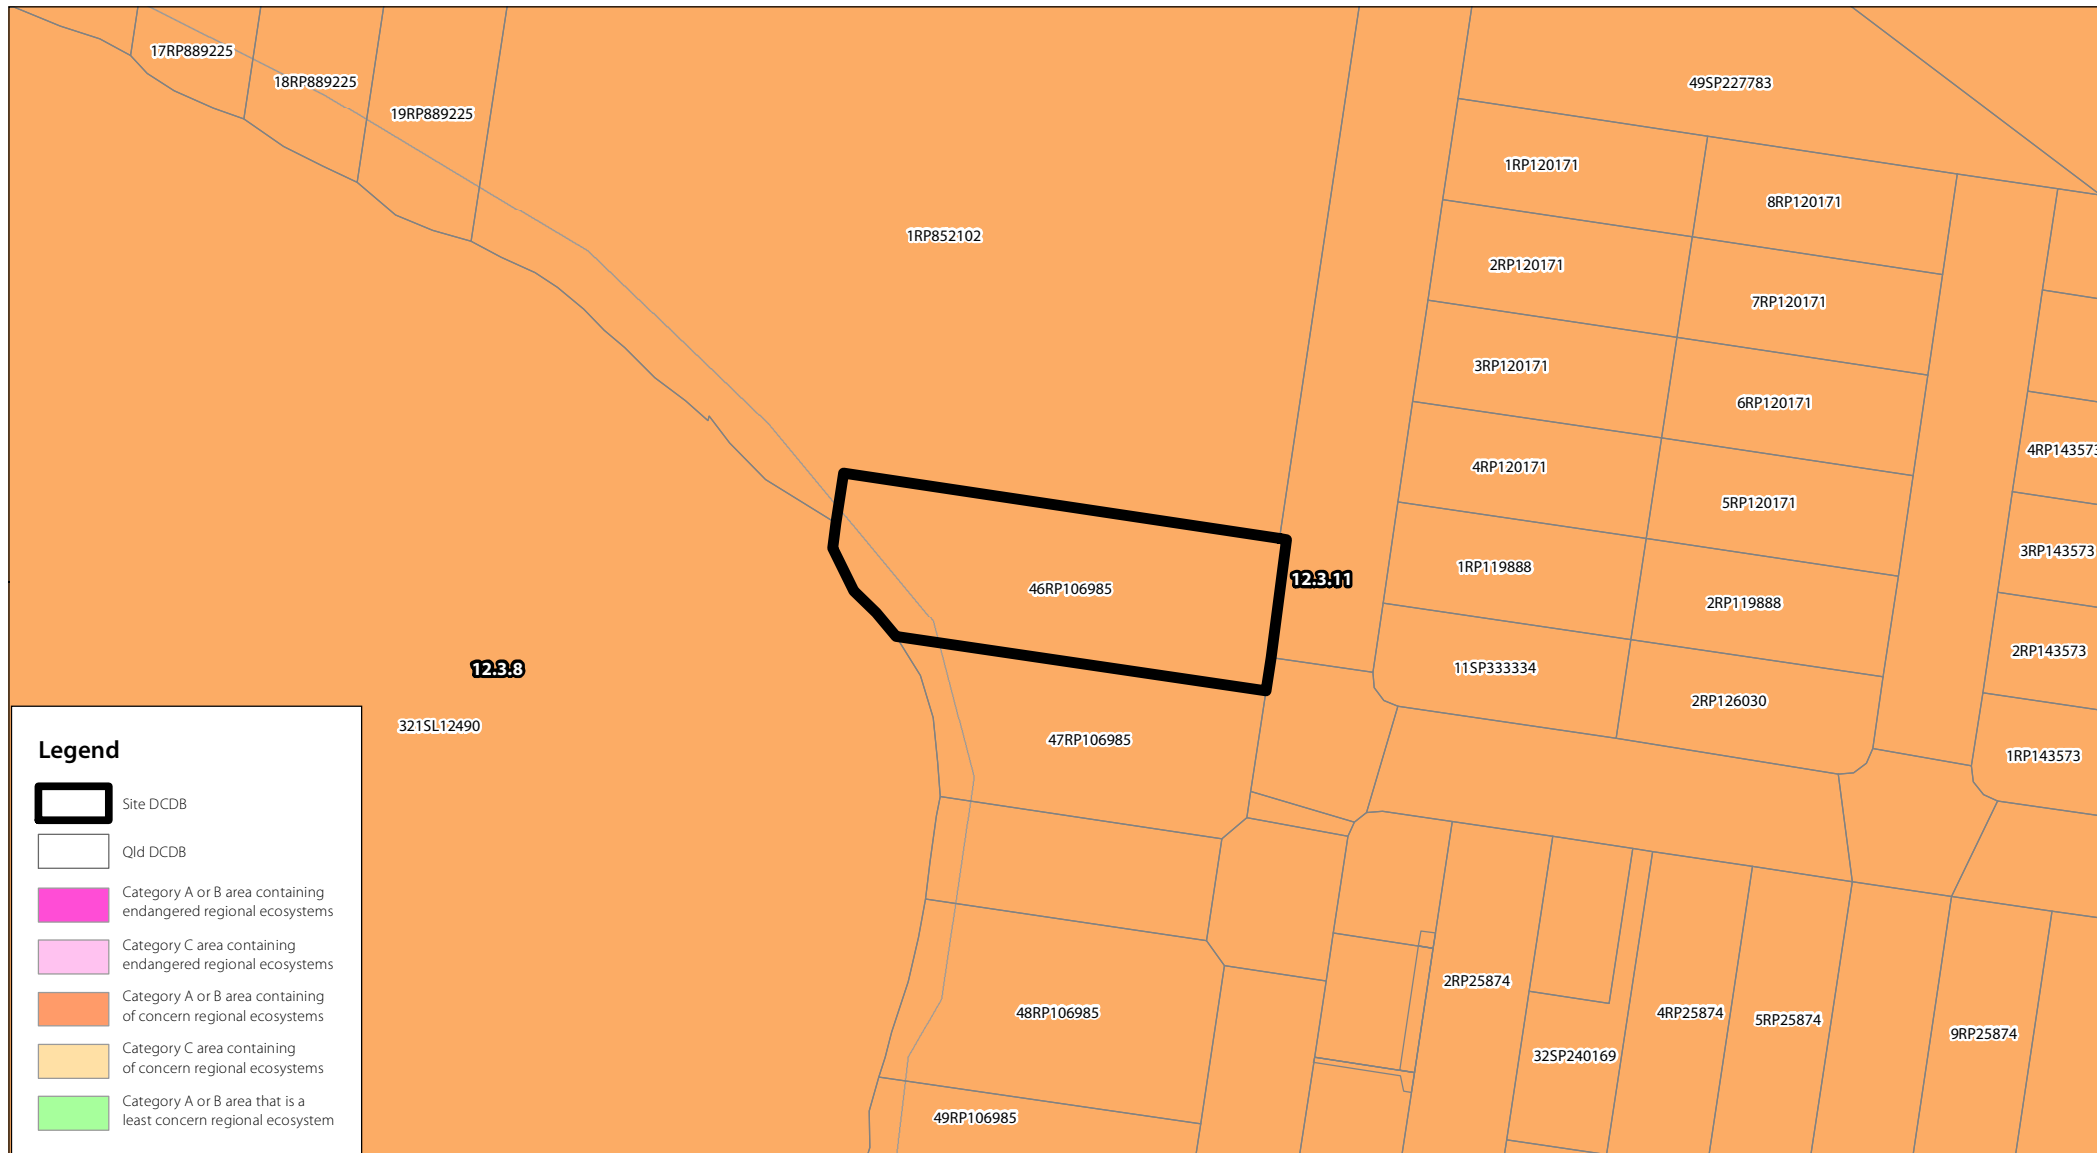 17RP889225
18RP889225
19RP889225
49SP227783
1RP120171
8RP120171
1RP852102
2RP120171
7RP120171
3RP120171
6RP120171
4RP143573
4RP120171
5RP120171
3RP143573
1RP119888
12.3.11
46RP106985
2RP119888
2RP143573
12.3.8
11SP333334
2RP126030
321SL12490
47RP106985
1RP143573
2RP25874
48RP106985
4RP25874
5RP25874
9RP25874
32SP240169
49RP106985
Legend
Site DCDB
Qld DCDB
Category A or B area containing
endangered regional ecosystems
Category C area containing
endangered regional ecosystems
Category A or B area containing
of concern regional ecosystems
Category C area containing
of concern regional ecosystems
Category A or B area that is a
least concern regional ecosystem